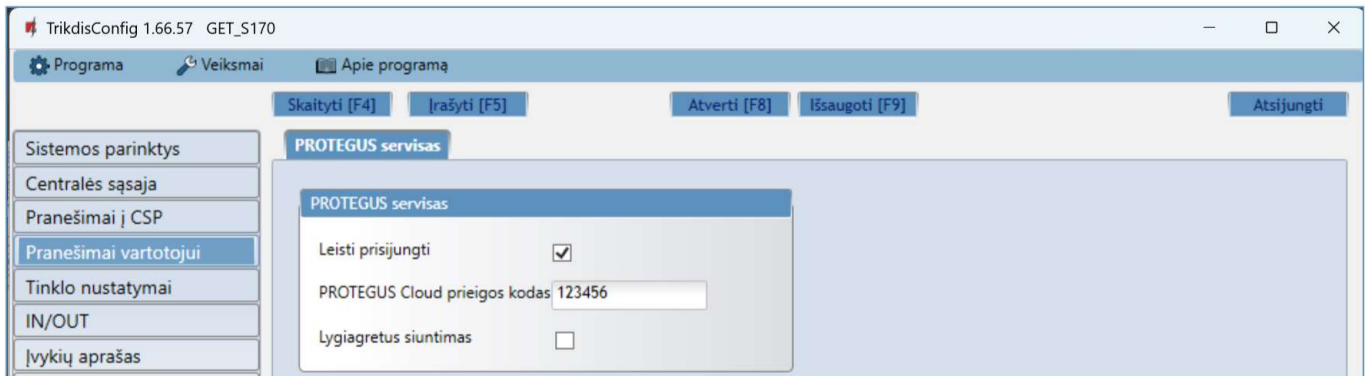 TrikdisConfig 1.66.57 GET_S170
Programa Veiksmai Apie programą
Skaityti [F4] Įrašyti [F5] Atverti [F8] Išsaugoti [F9] Atsijungti
Sistemos parinktys
Centralės sąsaja
Pranešimai į CSP
Pranešimai vartotojui
Tinklo nustatymai
IN/OUT
Įvykių aprašas
PROTEGUS servisas
PROTEGUS servisas
Leisti prisijungti
PROTEGUS Cloud prieigos kodas 123456
Lygiagretus siuntimas